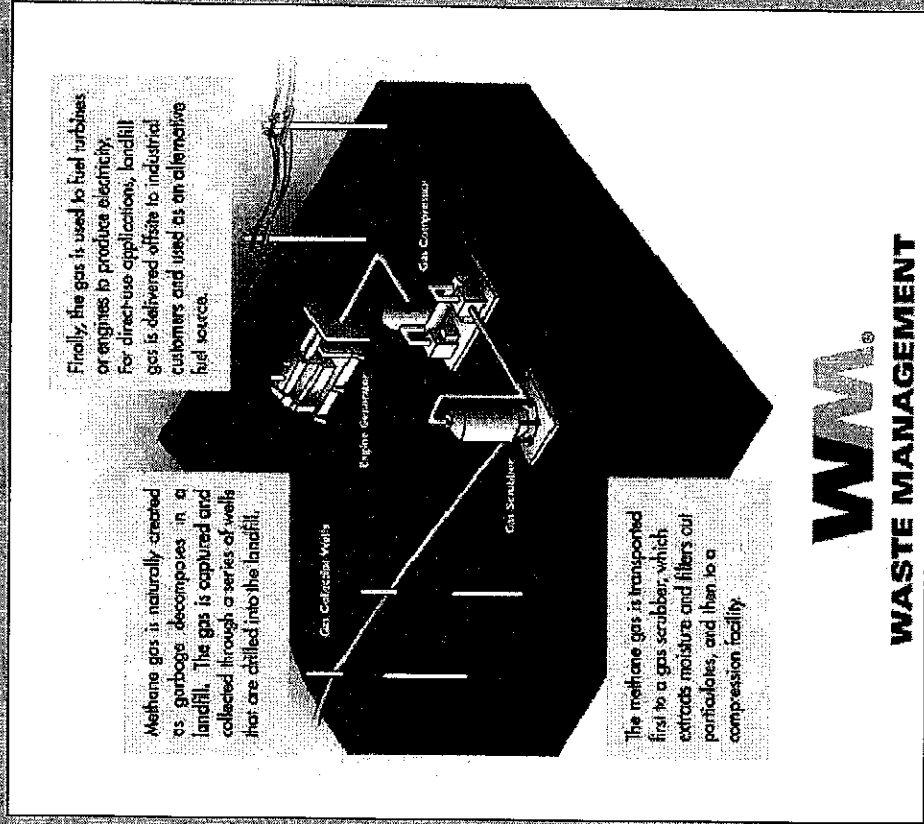 Methane gas is naturally created
as garbage decomposes in a
landfill. The gas is captured and
collected through a series of wells
that are drilled into the landfill.
Finally, the gas is used to fuel turbines
or engines to produce electricity.
For direct-use applications, landfill
gas is delivered offsite to industrial
customers and used as an alternative
fuel source.
Gas Collection Wells
Engine Generator
Gas Compressor
Gas Scrubber
The methane gas is transported
first to a gas scrubber, which
extracts moisture and filters out
particulates, and then to a
compression facility.
WM®
WASTE MANAGEMENT